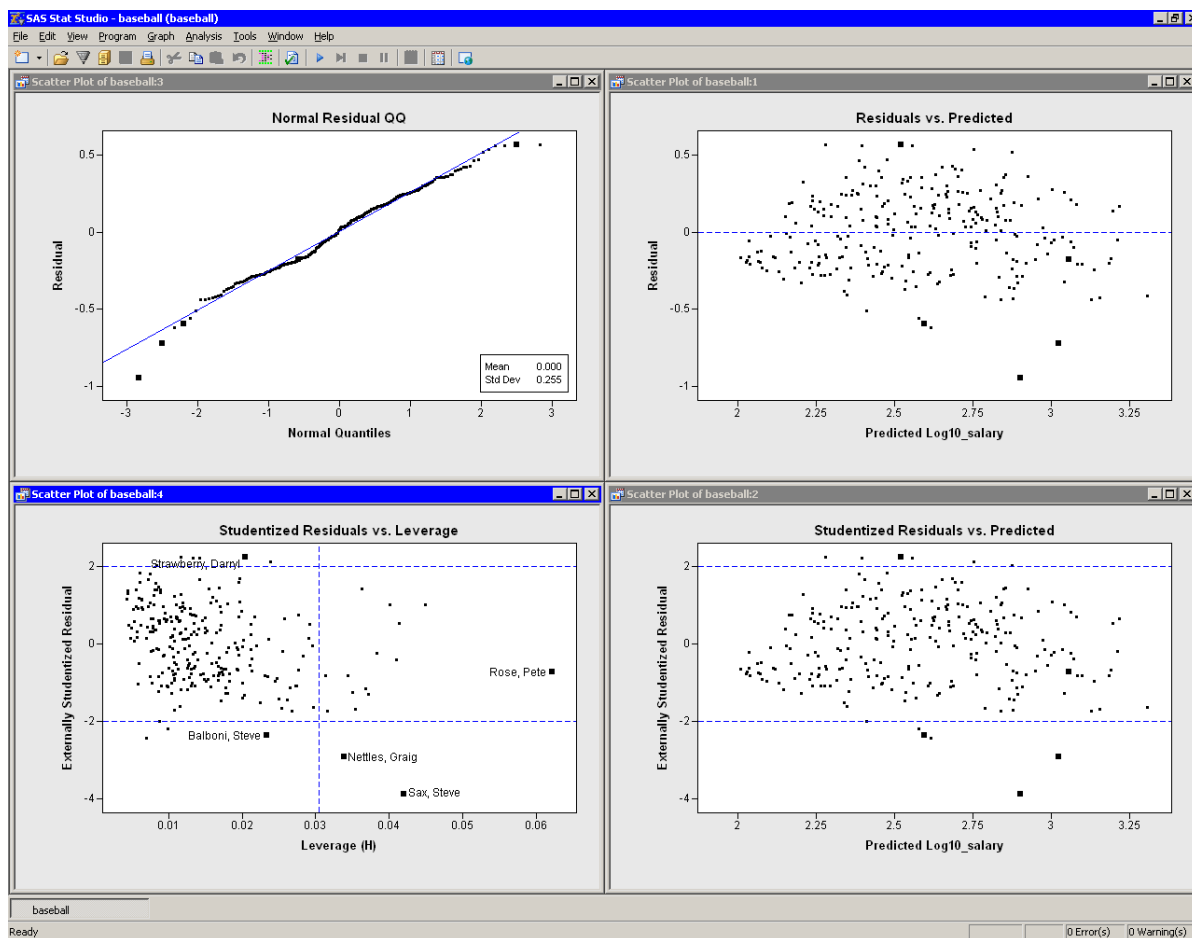 SAS Stat Studio - baseball (baseball)
File Edit View Program Graph Analysis Tools Window Help
Scatter Plot of baseball:3
Normal Residual QQ
0.5
0
-0.5
-1
Residual
-3 -2 -1 0 1 2 3
Normal Quantiles
Mean 0.000
Std Dev 0.255
Scatter Plot of baseball:1
Residuals vs. Predicted
0.5
0
-0.5
-1
Residual
2 2.25 2.5 2.75 3 3.25
Predicted Log10_salary
Scatter Plot of baseball:4
Studentized Residuals vs. Leverage
2
0
-2
-4
Externally Studentized Residual
Strawberry, Darryl
Rose, Pete
Balboni, Steve
Nettles, Graig
Sax, Steve
0.01 0.02 0.03 0.04 0.05 0.06
Leverage (H)
Scatter Plot of baseball:2
Studentized Residuals vs. Predicted
2
0
-2
-4
Externally Studentized Residual
2 2.25 2.5 2.75 3 3.25
Predicted Log10_salary
baseball
Ready
0 Error(s) 0 Warning(s)